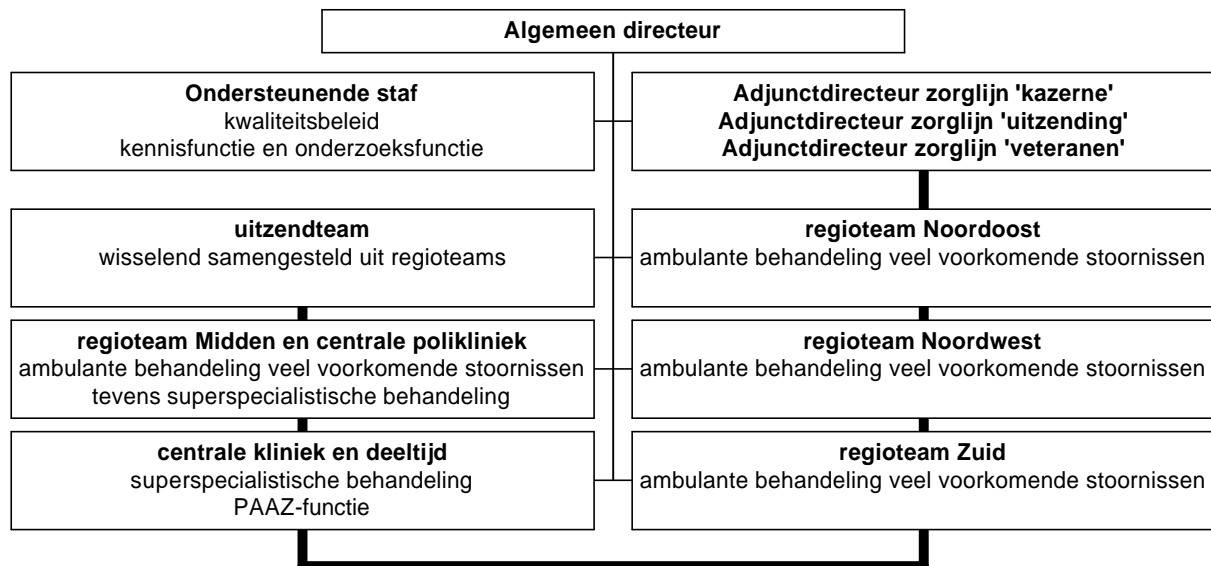 Algemeen directeur
Ondersteunende staf
kwaliteitsbeleid
kennisfunctie en onderzoeksfunctie
Adjunctdirecteur zorglijn 'kazerne'
Adjunctdirecteur zorglijn 'uitzending'
Adjunctdirecteur zorglijn 'veteranen'
uitzendteam
wisselend samengesteld uit regioteams
regioteam Noordoost
ambulante behandeling veel voorkomende stoornissen
regioteam Midden en centrale polikliniek
ambulante behandeling veel voorkomende stoornissen
tevens superspecialistische behandeling
regioteam Noordwest
ambulante behandeling veel voorkomende stoornissen
centrale kliniek en deeltijd
superspecialistische behandeling
PAAZ-functie
regioteam Zuid
ambulante behandeling veel voorkomende stoornissen